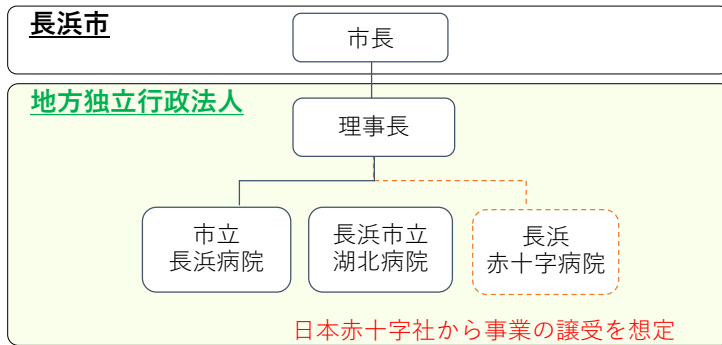 長浜市
市長
地方独立行政法人
理事長
市立
長浜病院
長浜市立
湖北病院
長浜
赤十字病院
日本赤十字社から事業の譲受を想定